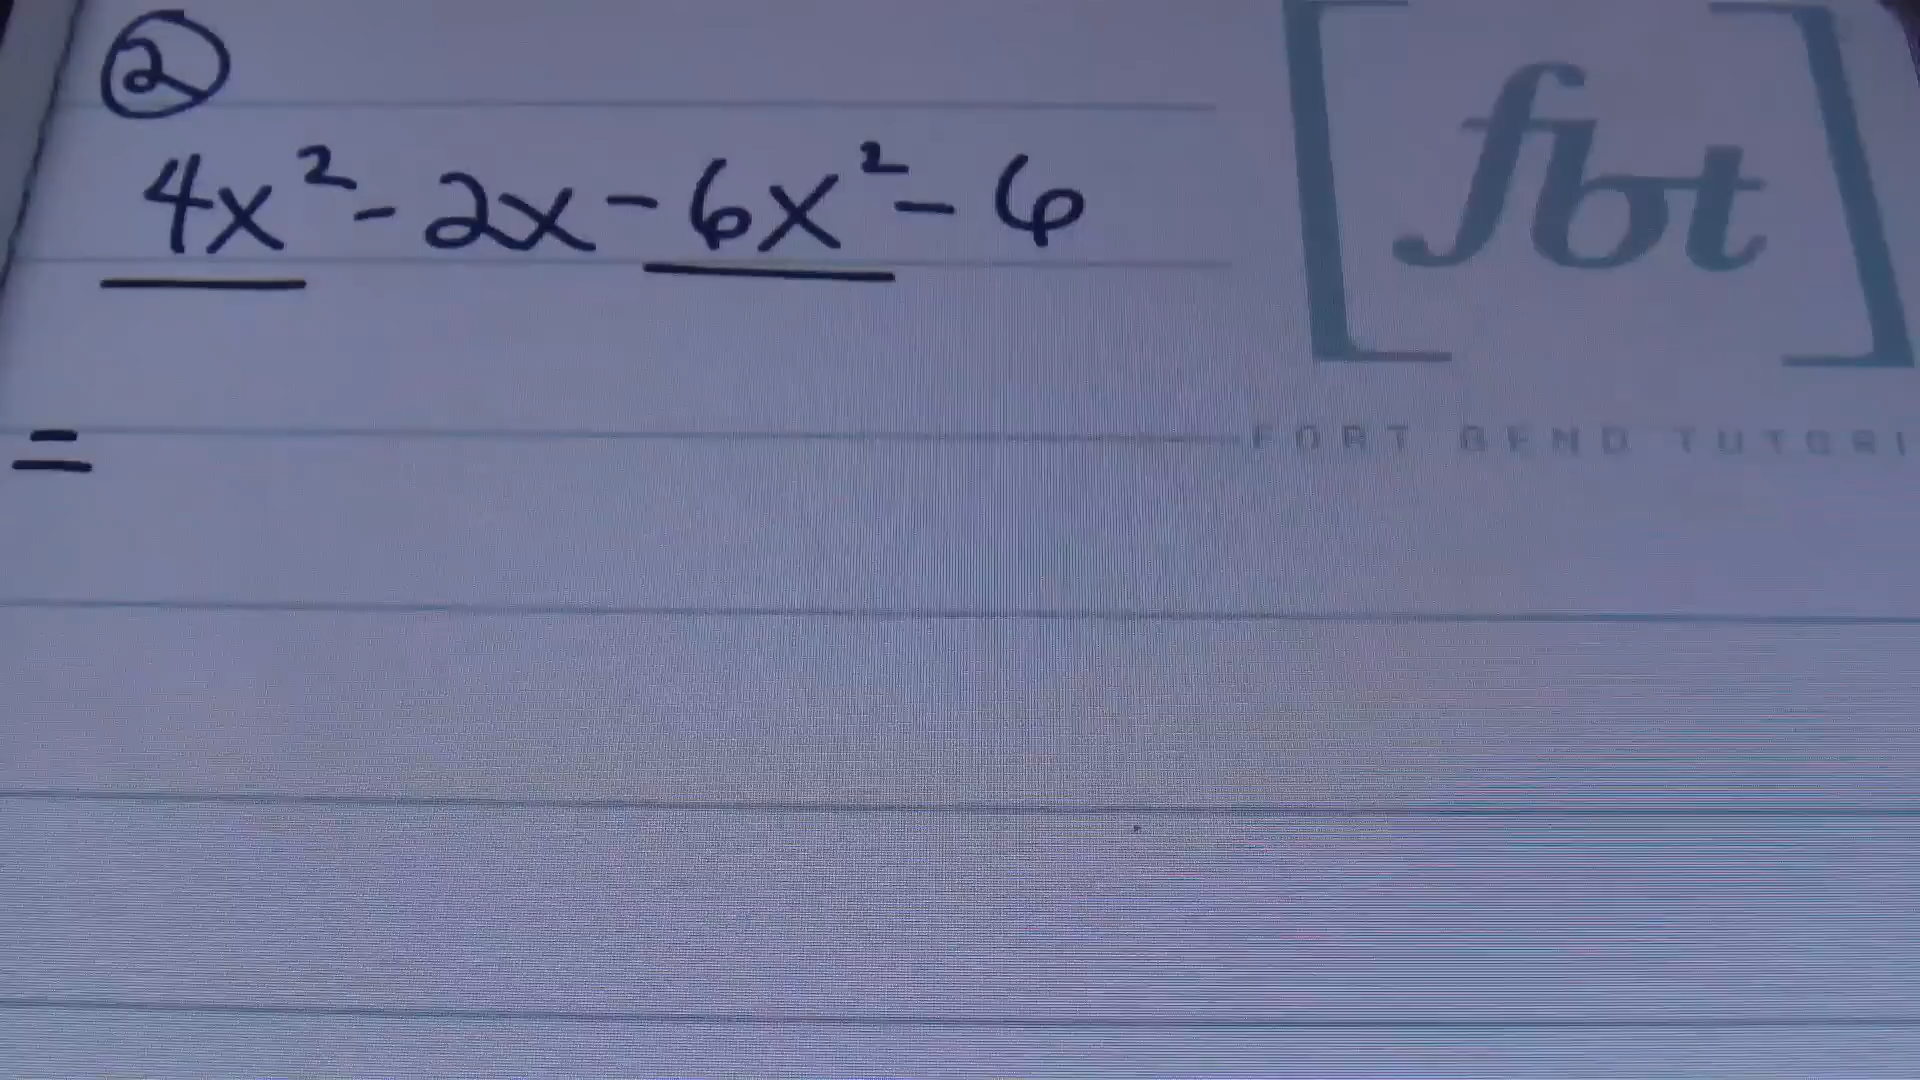 2
4x² - 2x - 6x² - 6
=
fbt
FORT BEND TUTORI